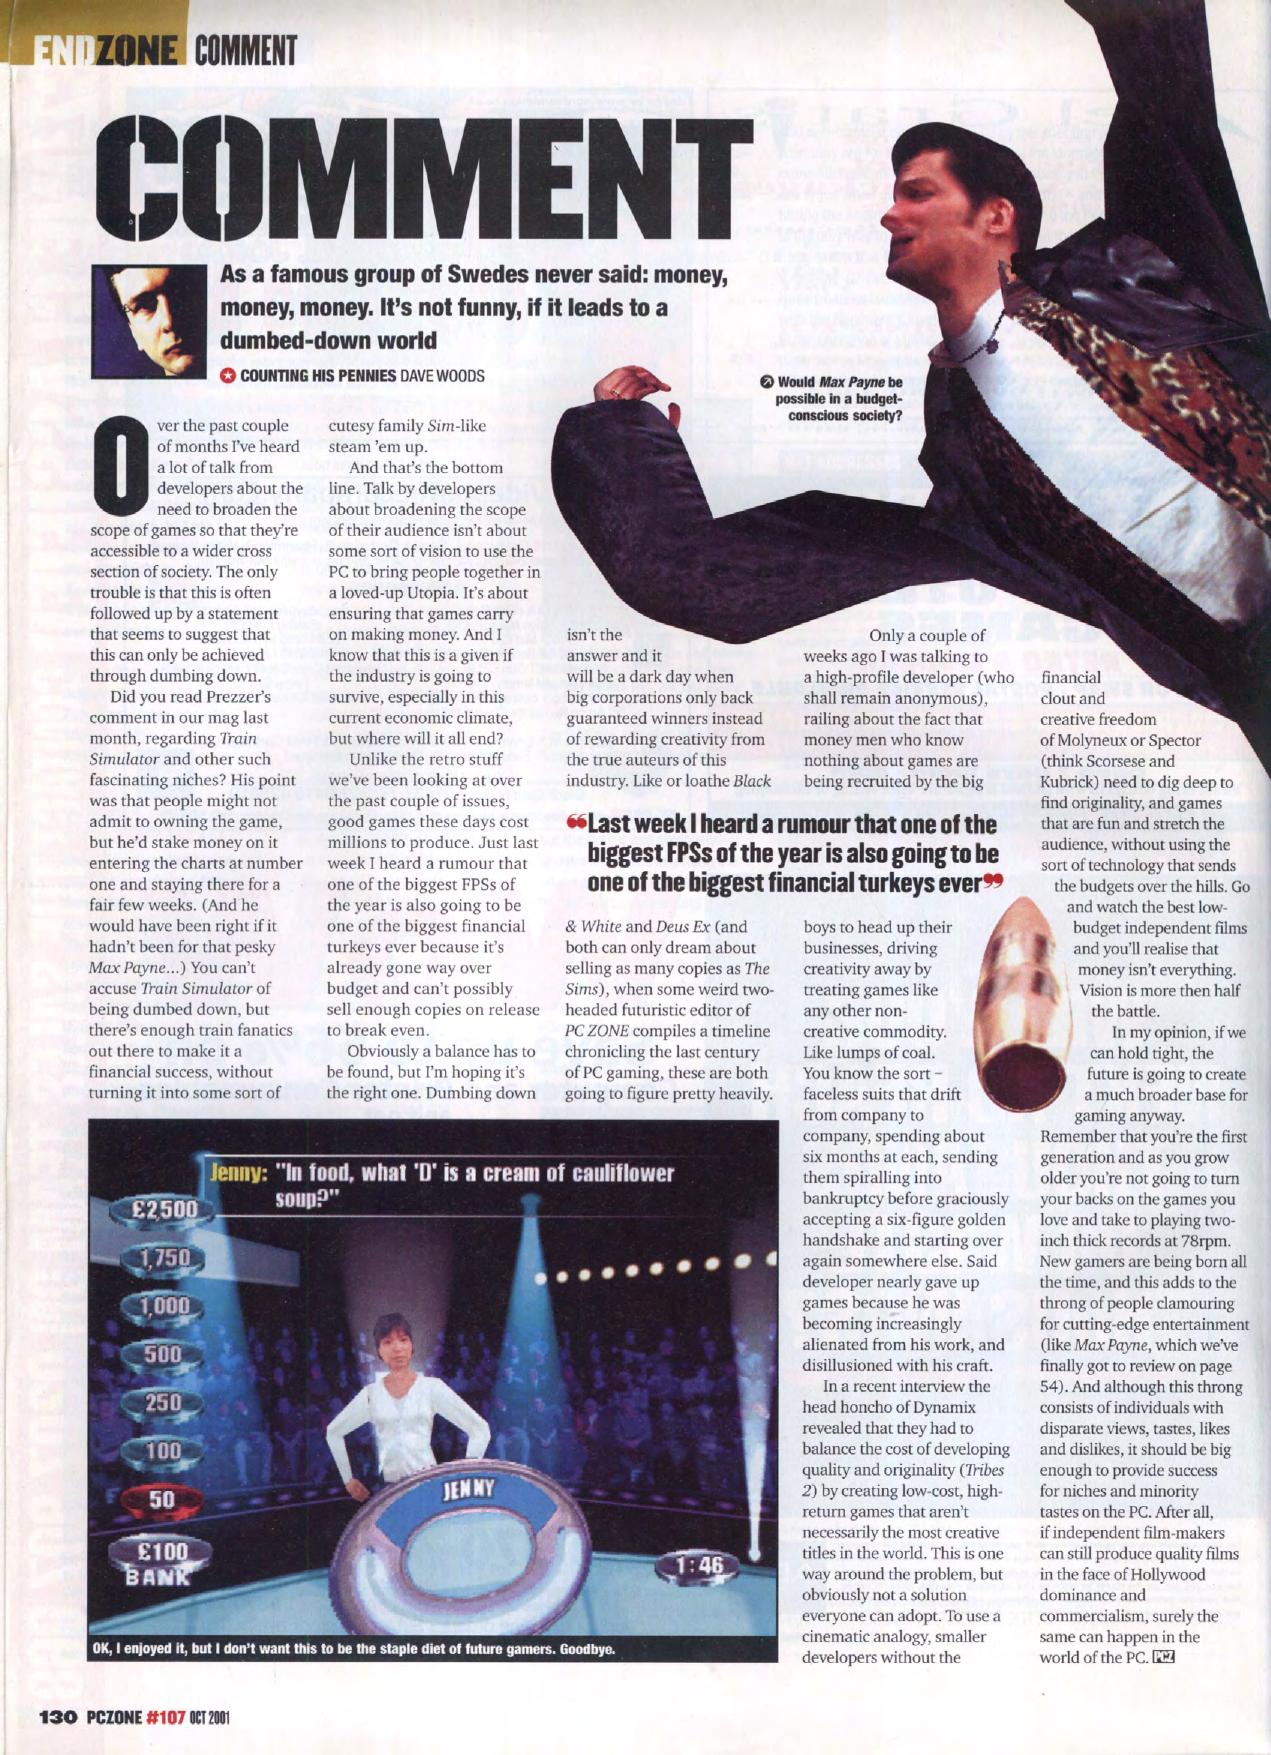 ENDZONE COMMENT
COMMENT
As a famous group of Swedes never said: money,
money, money. It's not funny, if it leads to a
dumbed-down world
COUNTING HIS PENNIES DAVE WOODS
Would Max Payne be
possible in a budget-
conscious society?
Over the past couple
of months I've heard
a lot of talk from
developers about the
need to broaden the
scope of games so that they're
accessible to a wider cross
section of society. The only
trouble is that this is often
followed up by a statement
that seems to suggest that
this can only be achieved
through dumbing down.
Did you read Prezzer's
comment in our mag last
month, regarding Train
Simulator and other such
fascinating niches? His point
was that people might not
admit to owning the game,
but he'd stake money on it
entering the charts at number
one and staying there for a
fair few weeks. (And he
would have been right if it
hadn't been for that pesky
Max Payne...) You can't
accuse Train Simulator of
being dumbed down, but
there's enough train fanatics
out there to make it a
financial success, without
turning it into some sort of
cutesy family Sim-like
steam 'em up.
And that's the bottom
line. Talk by developers
about broadening the scope
of their audience isn't about
some sort of vision to use the
PC to bring people together in
a loved-up Utopia. It's about
ensuring that games carry
on making money. And I
know that this is a given if
the industry is going to
survive, especially in this
current economic climate,
but where will it all end?
Unlike the retro stuff
we've been looking at over
the past couple of issues,
good games these days cost
millions to produce. Just last
week I heard a rumour that
one of the biggest FPSs of
the year is also going to be
one of the biggest financial
turkeys ever because it's
already gone way over
budget and can't possibly
sell enough copies on release
to break even.
Obviously a balance has to
be found, but I'm hoping it's
the right one. Dumbing down
isn't the
answer and it
will be a dark day when
big corporations only back
guaranteed winners instead
of rewarding creativity from
the true auteurs of this
industry. Like or loathe Black
& White and Deus Ex (and
both can only dream about
selling as many copies as The
Sims), when some weird two-
headed futuristic editor of
PC ZONE compiles a timeline
chronicling the last century
of PC gaming, these are both
going to figure pretty heavily.
Only a couple of
weeks ago I was talking to
a high-profile developer (who
shall remain anonymous),
railing about the fact that
money men who know
nothing about games are
being recruited by the big
“Last week I heard a rumour that one of the
biggest FPSs of the year is also going to be
one of the biggest financial turkeys ever”
boys to head up their
businesses, driving
creativity away by
treating games like
any other non-
creative commodity.
Like lumps of coal.
You know the sort –
faceless suits that drift
from company to
company, spending about
six months at each, sending
them spiralling into
bankruptcy before graciously
accepting a six-figure golden
handshake and starting over
again somewhere else. Said
developer nearly gave up
games because he was
becoming increasingly
alienated from his work, and
disillusioned with his craft.
In a recent interview the
head honcho of Dynamix
revealed that they had to
balance the cost of developing
quality and originality (Tribes
2) by creating low-cost, high-
return games that aren't
necessarily the most creative
titles in the world. This is one
way around the problem, but
obviously not a solution
everyone can adopt. To use a
cinematic analogy, smaller
developers without the
financial
clout and
creative freedom
of Molyneux or Spector
(think Scorsese and
Kubrick) need to dig deep to
find originality, and games
that are fun and stretch the
audience, without using the
sort of technology that sends
the budgets over the hills. Go
and watch the best low-
budget independent films
and you'll realise that
money isn't everything.
Vision is more then half
the battle.
In my opinion, if we
can hold tight, the
future is going to create
a much broader base for
gaming anyway.
Remember that you're the first
generation and as you grow
older you're not going to turn
your backs on the games you
love and take to playing two-
inch thick records at 78rpm.
New gamers are being born all
the time, and this adds to the
throng of people clamouring
for cutting-edge entertainment
(like Max Payne, which we've
finally got to review on page
54). And although this throng
consists of individuals with
disparate views, tastes, likes
and dislikes, it should be big
enough to provide success
for niches and minority
tastes on the PC. After all,
if independent film-makers
can still produce quality films
in the face of Hollywood
dominance and
commercialism, surely the
same can happen in the
world of the PC. PCZ
Jenny: "In food, what 'D' is a cream of cauliflower
soup?"
£2,500
1,750
1,000
500
250
100
50
£100
BANK
JENNY
1:46
OK, I enjoyed it, but I don't want this to be the staple diet of future gamers. Goodbye.
130 PCZONE #107 OCT 2001